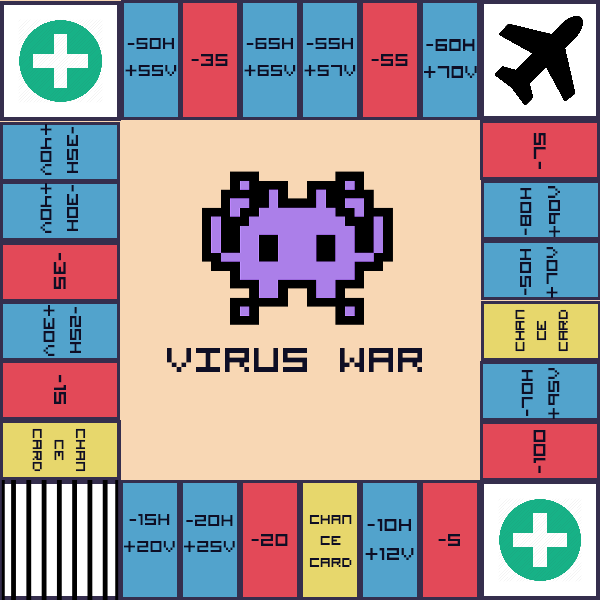 -50H
+55V
-35
-65H
+65V
-55H
+57V
-55
-60H
+70V
-35H
+40V
-30H
+40V
-35
-25H
+30V
-15
CHAN
CE
CARD
VIRUS WAR
-75
-80H
+90V
-50H
+70V
CHAN
CE
CARD
-70H
+95V
-100
-15H
+20V
-20H
+25V
-20
CHAN
CE
CARD
-10H
+12V
-5